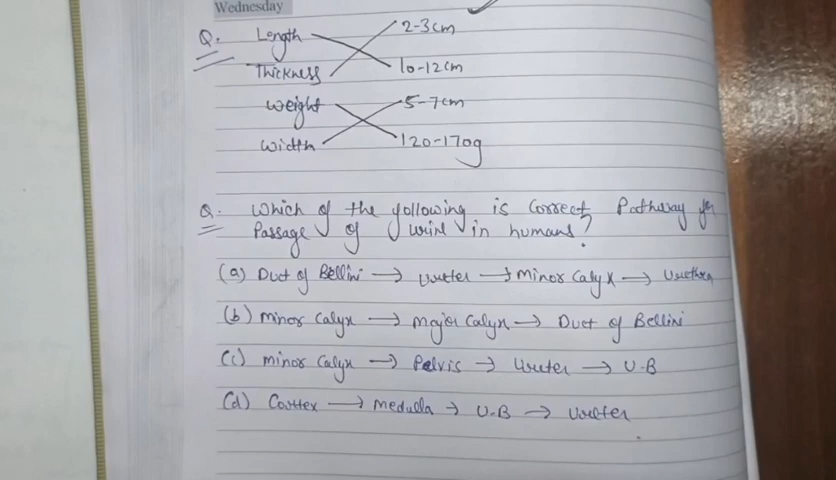 Wednesday
Q. Length 2-3cm
Thickness 10-12cm
Weight 5-7cm
Width 120-170g
Q. Which of the following is correct Pathway for
Passage of urine in humans?
(a) Duct of Bellini → ureter → minor calyx → Urethra
(b) minor calyx → major calyx → Duct of Bellini
(c) minor calyx → Pelvis → Ureter → U.B
(d) Cortex → medulla → U.B → Ureter